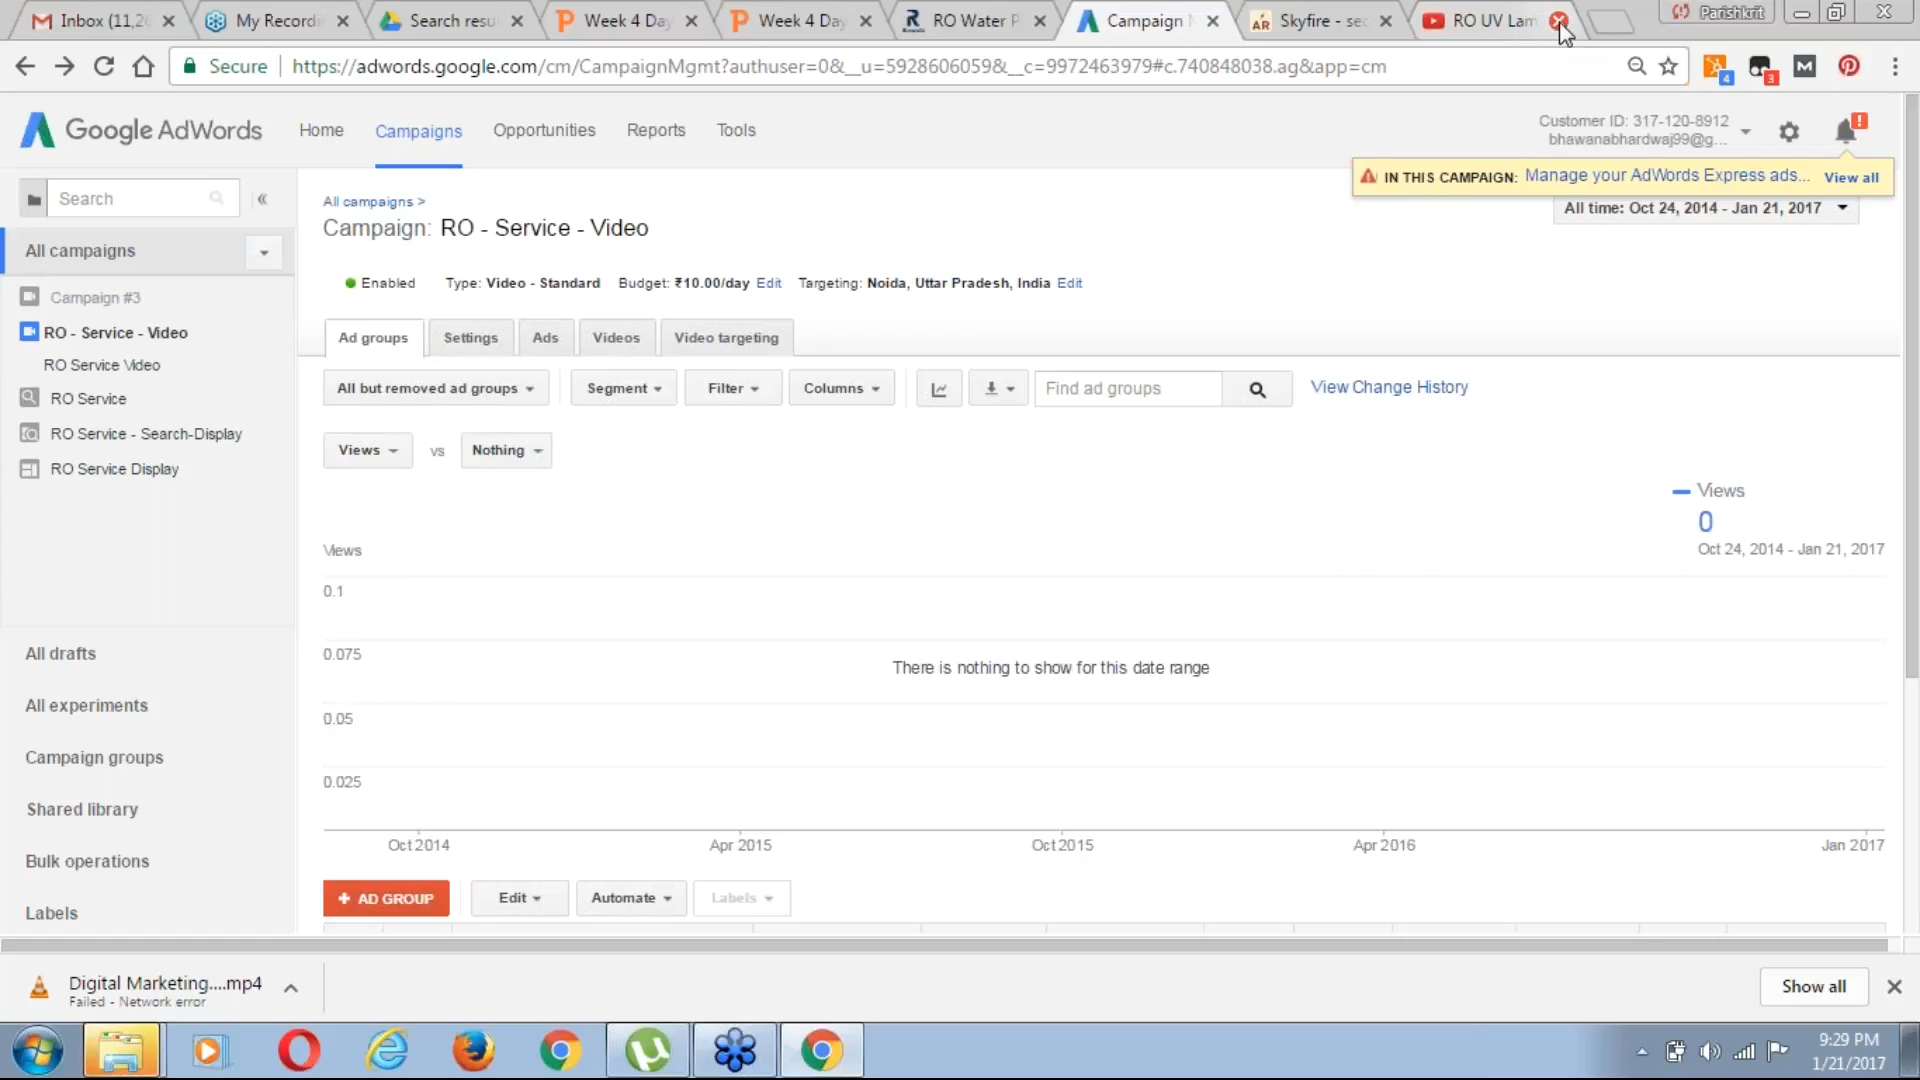 Inbox (11,2
My Record
Search resu
Week 4 Day
Week 4 Day
RO Water P
Campaign
Skyfire - sec
RO UV Lam
Parishkrit
Secure
https://adwords.google.com/cm/CampaignMgmt?authuser=0&__u=5928606059&__c=9972463979#c.740848038.ag&app=cm
4
3
Google AdWords
Home
Campaigns
Opportunities
Reports
Tools
Customer ID: 317-120-8912
bhawanabhardwaj99@g...
IN THIS CAMPAIGN: Manage your AdWords Express ads... View all
Search
All campaigns >
All time: Oct 24, 2014 - Jan 21, 2017
Campaign: RO - Service - Video
All campaigns
Enabled Type: Video - Standard Budget: ₹10.00/day Edit Targeting: Noida, Uttar Pradesh, India Edit
Campaign #3
RO - Service - Video
RO Service Video
RO Service
RO Service - Search-Display
RO Service Display
Ad groups
Settings
Ads
Videos
Video targeting
All but removed ad groups
Segment
Filter
Columns
Find ad groups
View Change History
Views
vs
Nothing
Views
0
Oct 24, 2014 - Jan 21, 2017
Views
0.1
0.075
There is nothing to show for this date range
0.05
0.025
Oct 2014
Apr 2015
Oct 2015
Apr 2016
Jan 2017
All drafts
All experiments
Campaign groups
Shared library
Bulk operations
Labels
+ AD GROUP
Edit
Automate
Labels
Digital Marketing....mp4
Failed - Network error
Show all
9:29 PM
1/21/2017